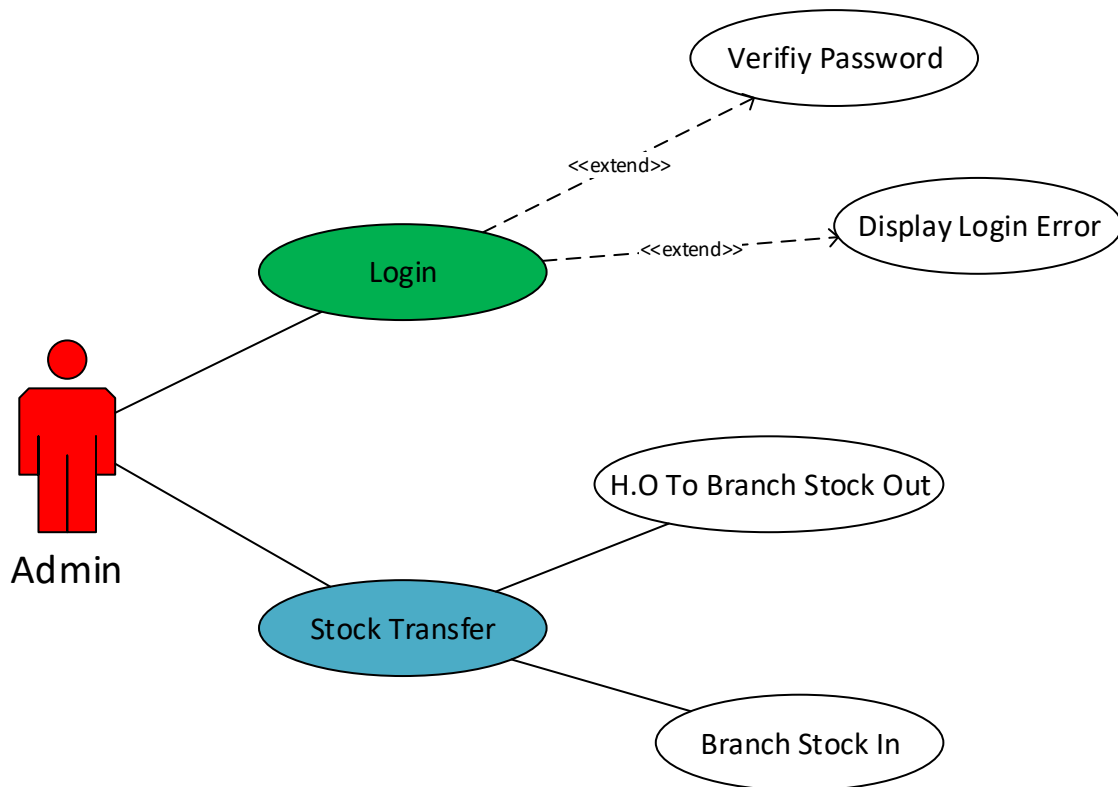 Verifiy Password
<<extend>>
Display Login Error
<<extend>>
Login
H.O To Branch Stock Out
Admin
Stock Transfer
Branch Stock In